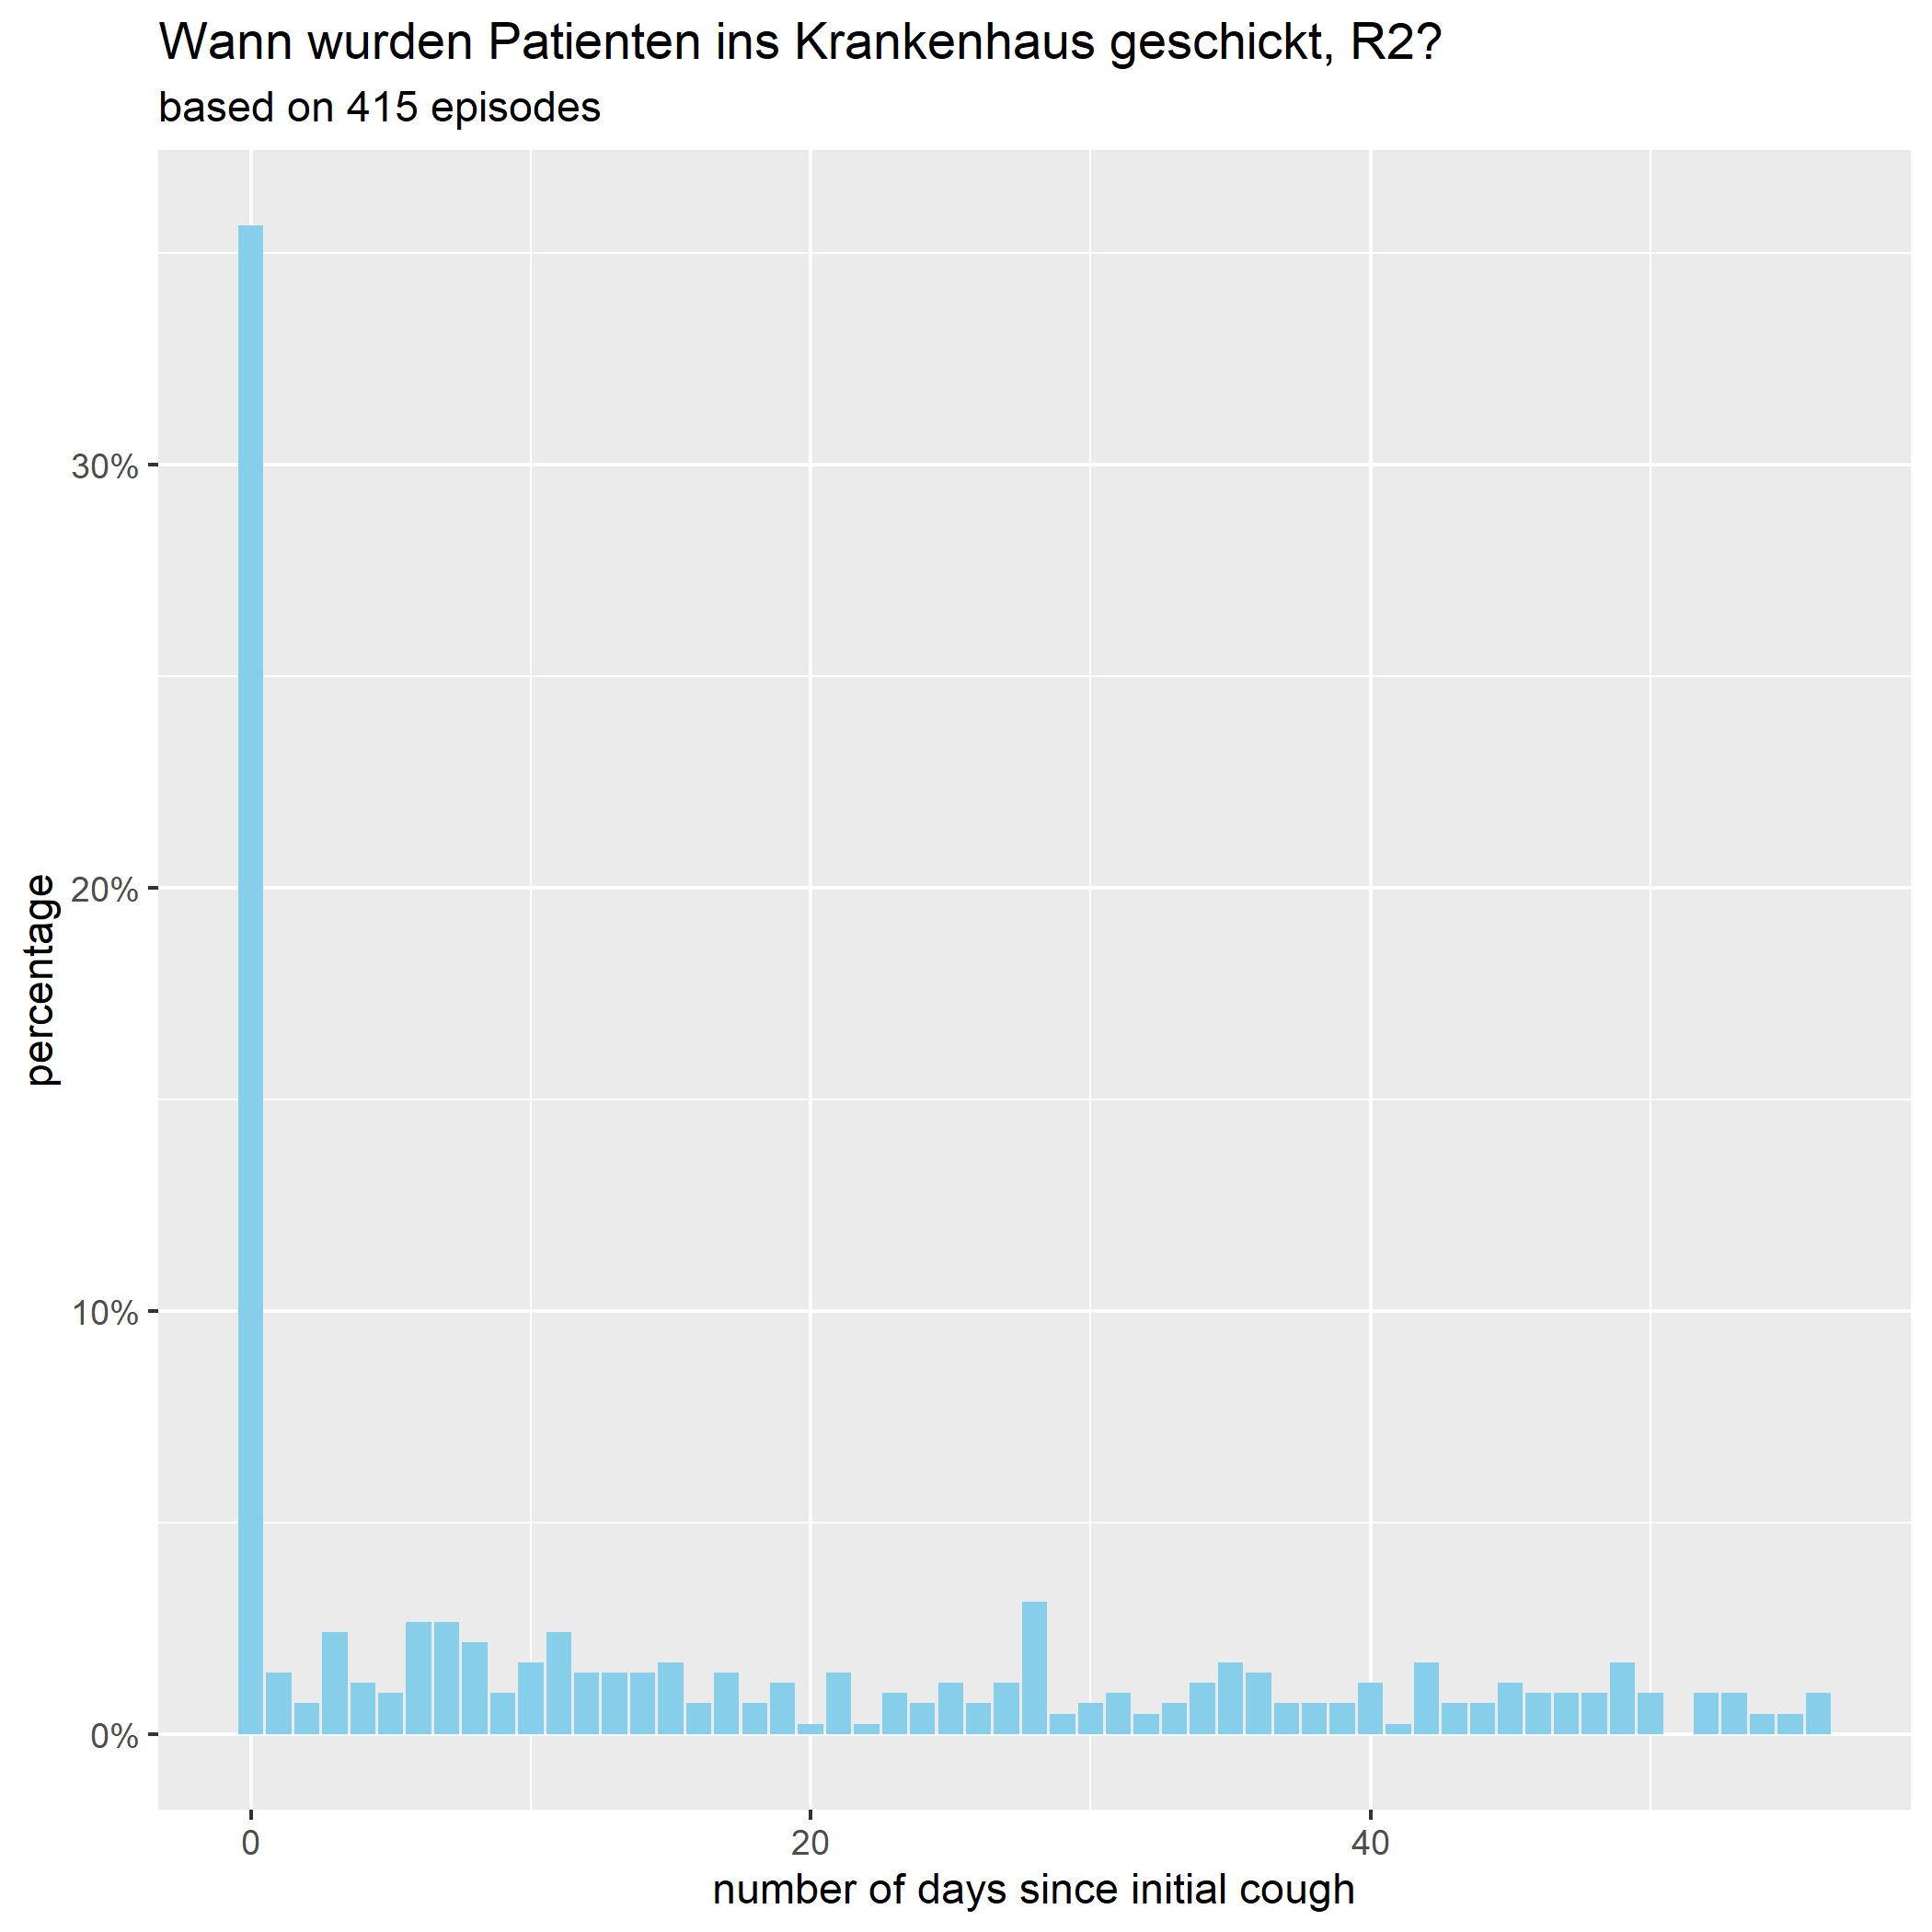 Wann wurden Patienten ins Krankenhaus geschickt, R2?
based on 415 episodes
percentage
30%
20%
10%
0%
0
20
40
number of days since initial cough